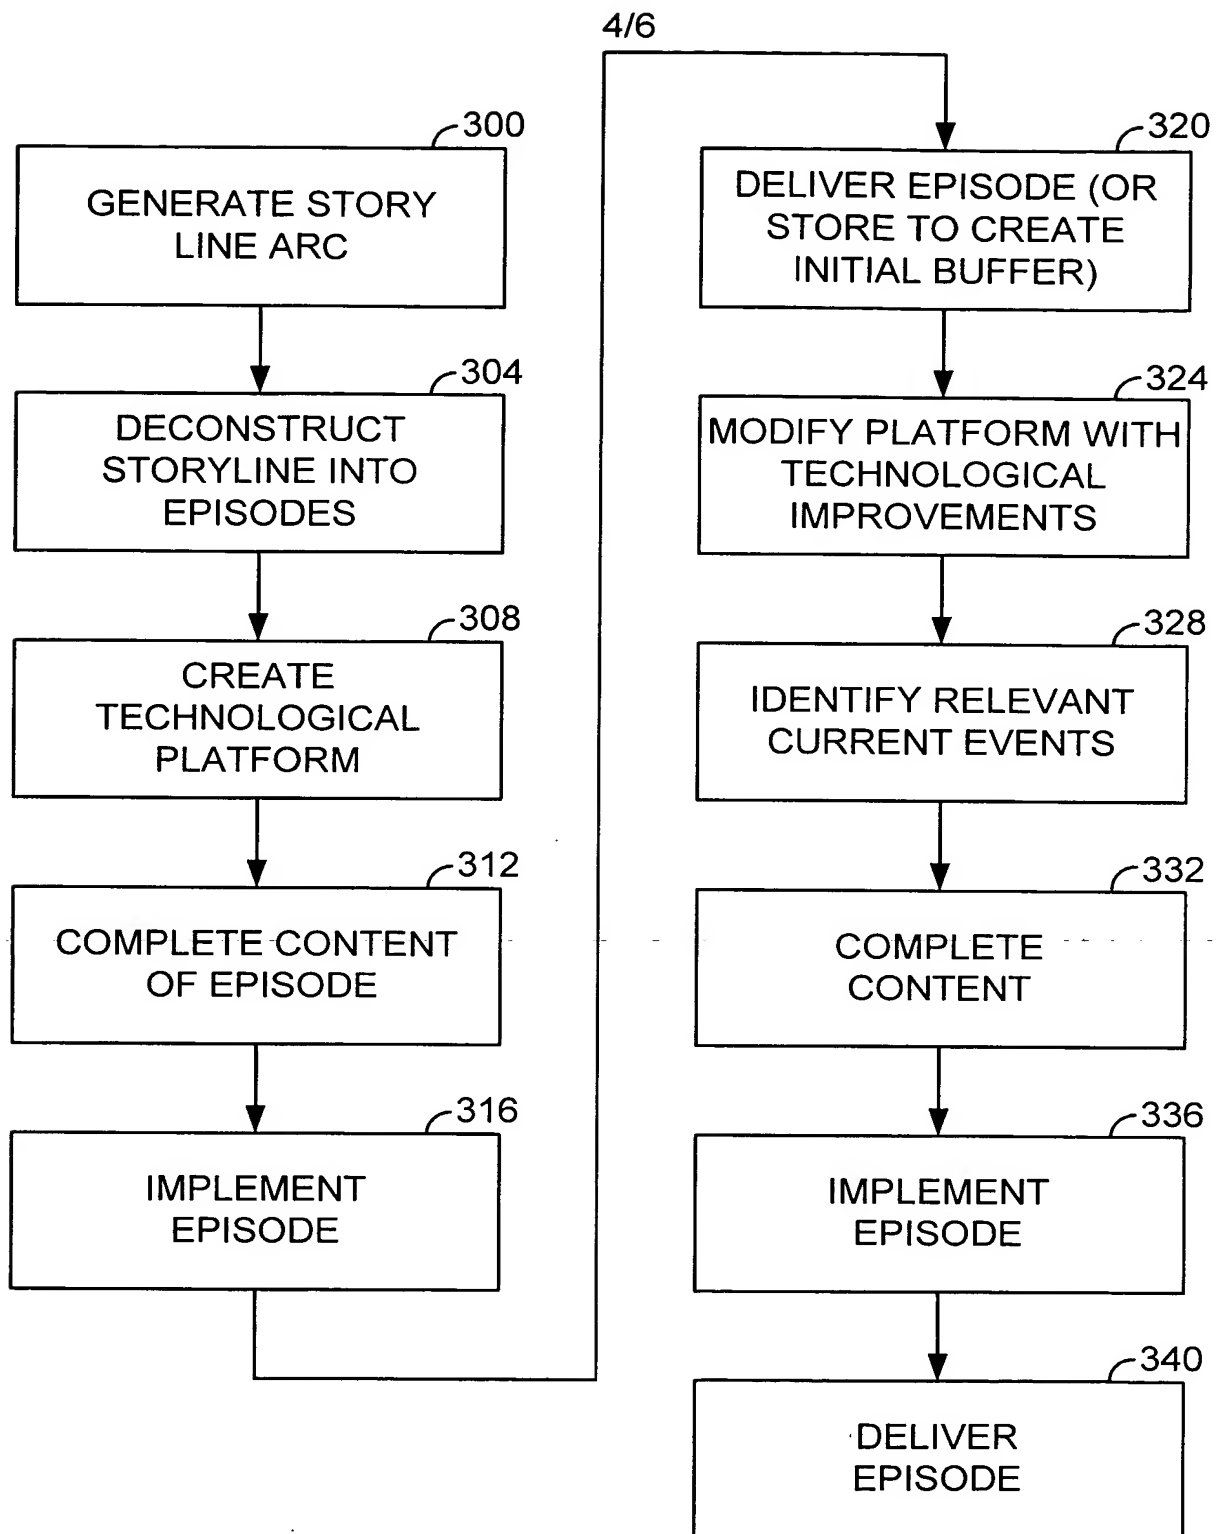 4/6
300
GENERATE STORY
LINE ARC
304
DECONSTRUCT
STORYLINE INTO
EPISODES
308
CREATE
TECHNOLOGICAL
PLATFORM
312
COMPLETE CONTENT
OF EPISODE
316
IMPLEMENT
EPISODE
320
DELIVER EPISODE (OR
STORE TO CREATE
INITIAL BUFFER)
324
MODIFY PLATFORM WITH
TECHNOLOGICAL
IMPROVEMENTS
328
IDENTIFY RELEVANT
CURRENT EVENTS
332
COMPLETE
CONTENT
336
IMPLEMENT
EPISODE
340
DELIVER
EPISODE